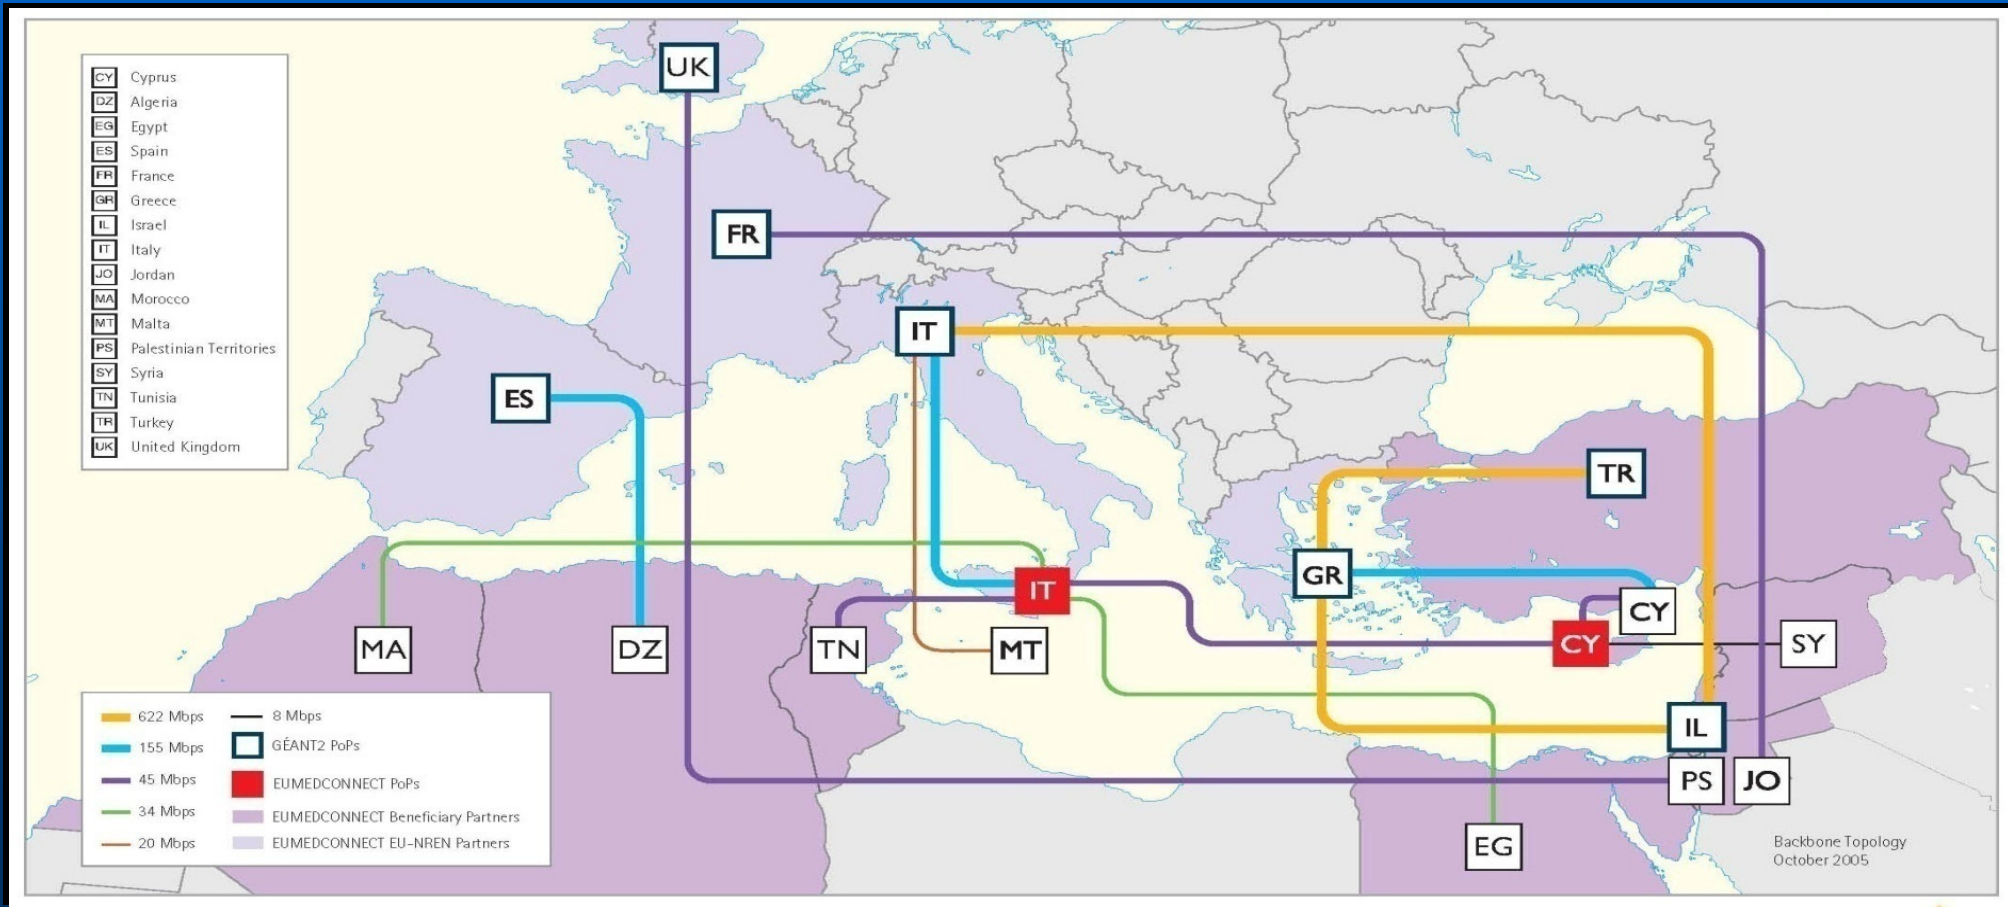 CY Cyprus
DZ Algeria
EG Egypt
ES Spain
FR France
GR Greece
IL Israel
IT Italy
JO Jordan
MA Morocco
MT Malta
PS Palestinian Territories
SY Syria
TN Tunisia
TR Turkey
UK United Kingdom
UK
FR
IT
ES
TR
GR
IT
CY
CY
SY
MA
DZ
TN
MT
IL
PS
JO
EG
622 Mbps
155 Mbps
45 Mbps
34 Mbps
20 Mbps
8 Mbps
GÉANT2 PoPs
EUMEDCONNECT PoPs
EUMEDCONNECT Beneficiary Partners
EUMEDCONNECT EU-NREN Partners
Backbone Topology
October 2005